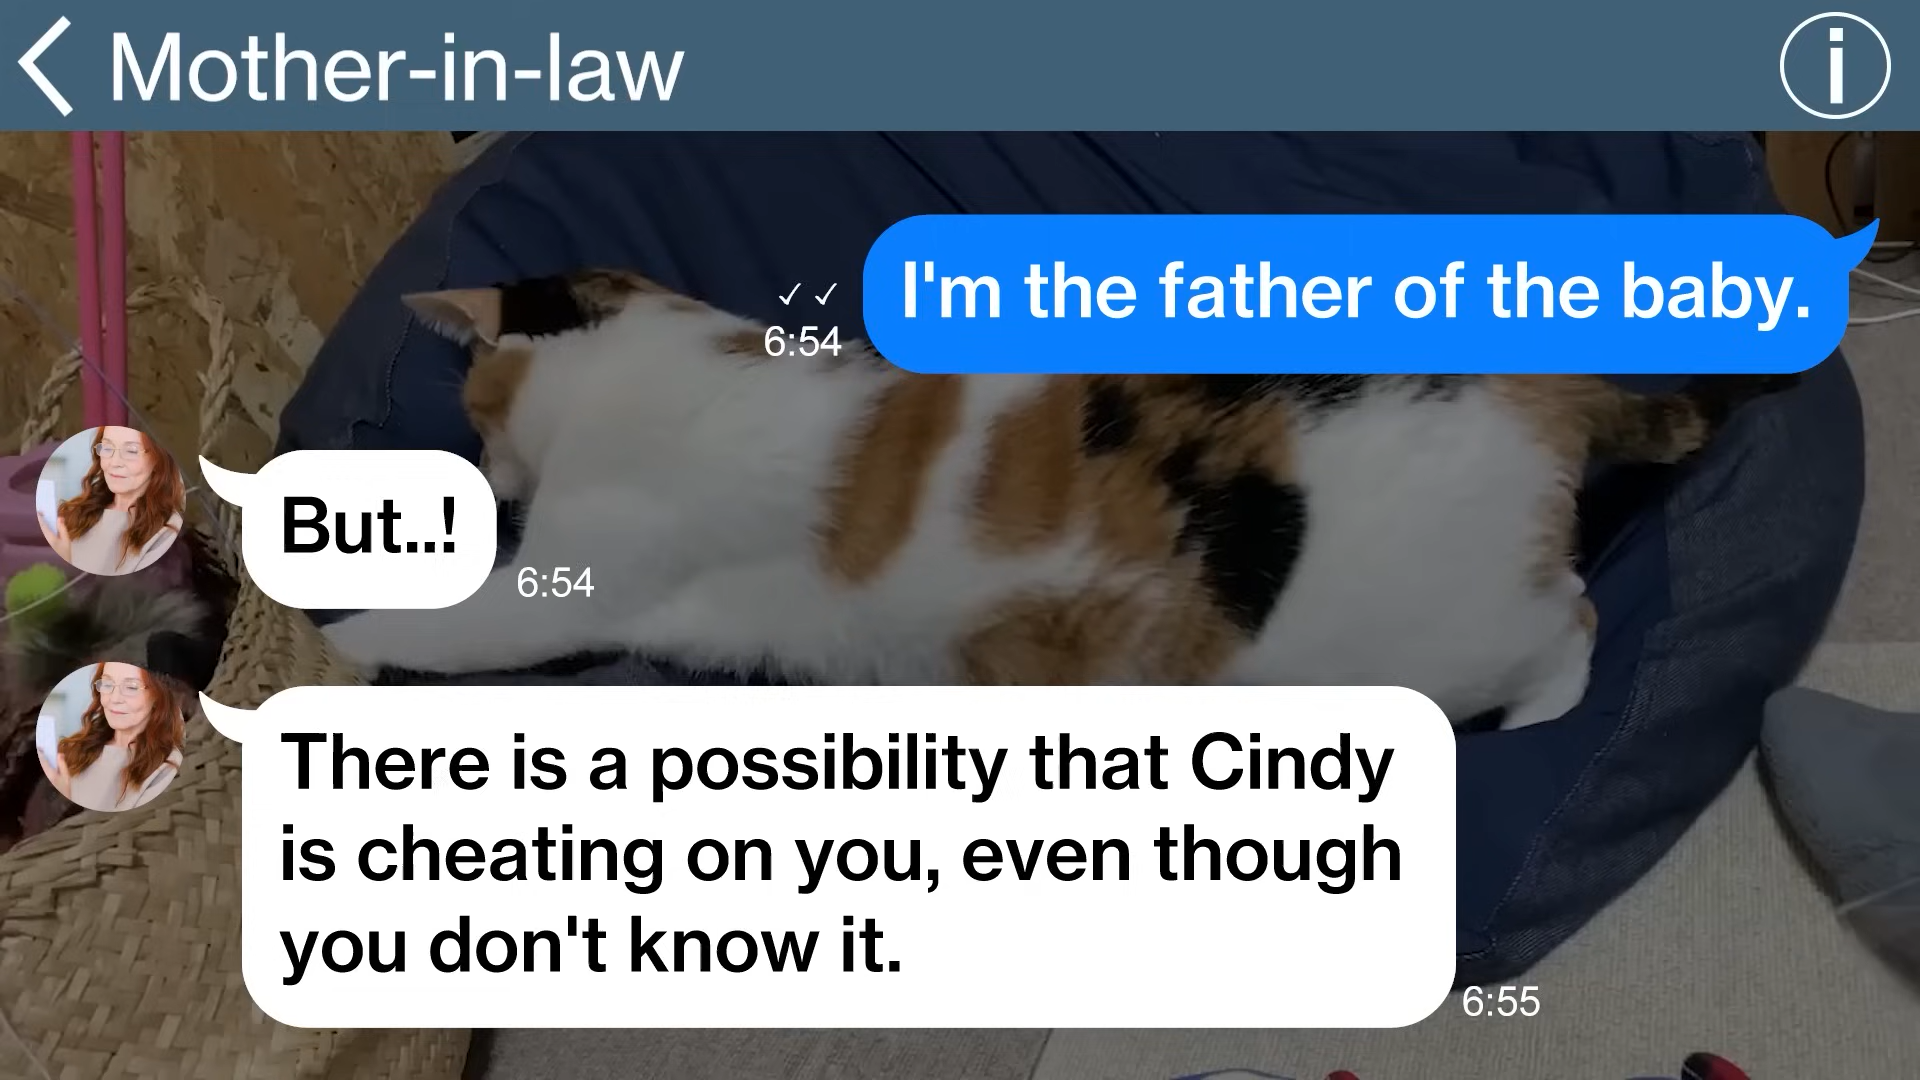 Mother-in-law
I'm the father of the baby.
✓✓
6:54
But..!
6:54
There is a possibility that Cindy
is cheating on you, even though
you don't know it.
6:55